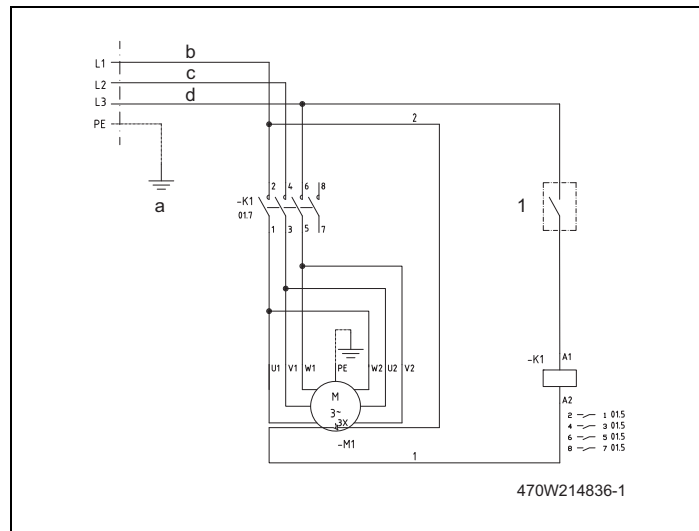 L1 b
L2 c
L3 d
PE 2
a
2 4 6 8
-K1
01.7
1 3 5 7
1
U1 V1 W1 PE W2 U2 V2
M
3~
3X
-M1
-K1 A1
A2
2 1 01.5
4 3 01.5
6 5 01.5
8 7 01.5
1
470W214836-1